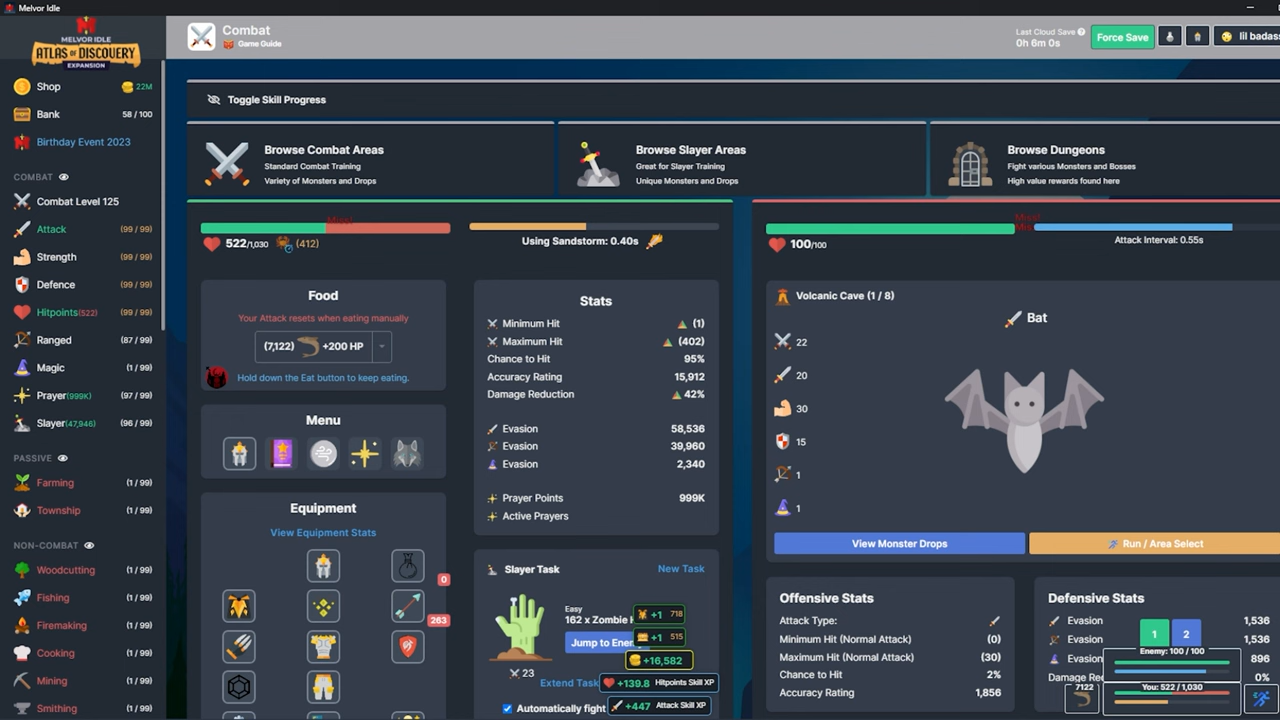 Melvor Idle
MELVOR IDLE
ATLAS OF DISCOVERY
EXPANSION
Shop 22M
Bank 58 / 100
Birthday Event 2023
COMBAT
Combat Level 125
Attack (99 / 99)
Strength (99 / 99)
Defence (99 / 99)
Hitpoints(522) (99 / 99)
Ranged (87 / 99)
Magic (1 / 99)
Prayer(999K) (97 / 99)
Slayer(47,946) (96 / 99)
PASSIVE
Farming (1 / 99)
Township (1 / 99)
NON-COMBAT
Woodcutting (1 / 99)
Fishing (1 / 99)
Firemaking (1 / 99)
Cooking (1 / 99)
Mining (1 / 99)
Smithing (1 / 99)
Combat
Game Guide
Last Cloud Save
0h 6m 0s
Force Save
lil badas
Toggle Skill Progress
Browse Combat Areas
Standard Combat Training
Variety of Monsters and Drops
Browse Slayer Areas
Great for Slayer Training
Unique Monsters and Drops
Browse Dungeons
Fight various Monsters and Bosses
High value rewards found here
Miss!
522/1,030 (412)
Using Sandstorm: 0.40s
Food
Your Attack resets when eating manually
(7,122) +200 HP
Hold down the Eat button to keep eating.
Menu
Equipment
View Equipment Stats
0
263
Stats
Minimum Hit (1)
Maximum Hit (402)
Chance to Hit 95%
Accuracy Rating 15,912
Damage Reduction 42%
Evasion 58,536
Evasion 39,960
Evasion 2,340
Prayer Points 999K
Active Prayers
Slayer Task New Task
Easy
162 x Zombie
Jump to Ene
23
Extend Task
Automatically fight
+1 718
+1 515
+16,582
+139.8 Hitpoints Skill XP
+447 Attack Skill XP
Miss!
100/100
Attack Interval: 0.55s
Volcanic Cave (1 / 8)
Bat
22
20
30
15
1
1
View Monster Drops
Run / Area Select
Offensive Stats
Attack Type:
Minimum Hit (Normal Attack) (0)
Maximum Hit (Normal Attack) (30)
Chance to Hit 2%
Accuracy Rating 1,856
Defensive Stats
Evasion 1,536
Evasion 1,536
Evasion 896
Damage Re 0%
1 2
Enemy: 100 / 100
7122
You: 522 / 1,030